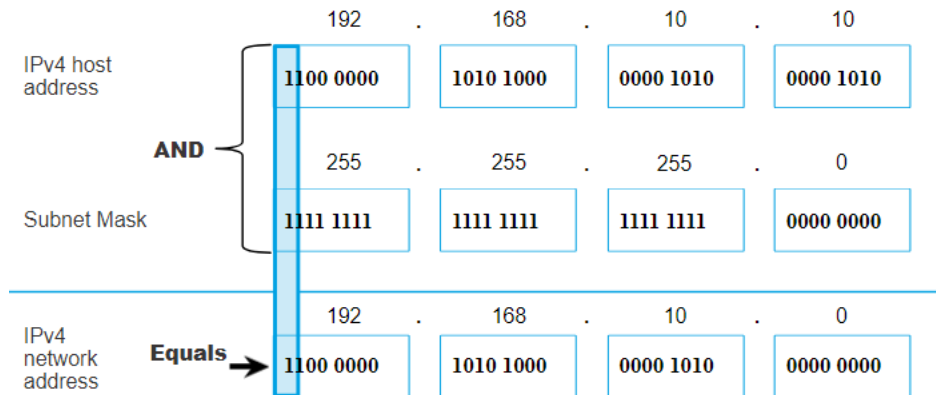 192 . 168 . 10 . 10
IPv4 host
address
1100 0000 1010 1000 0000 1010 0000 1010
AND
255 . 255 . 255 . 0
Subnet Mask
1111 1111 1111 1111 1111 1111 0000 0000
192 . 168 . 10 . 0
IPv4
network
address
Equals
1100 0000 1010 1000 0000 1010 0000 0000